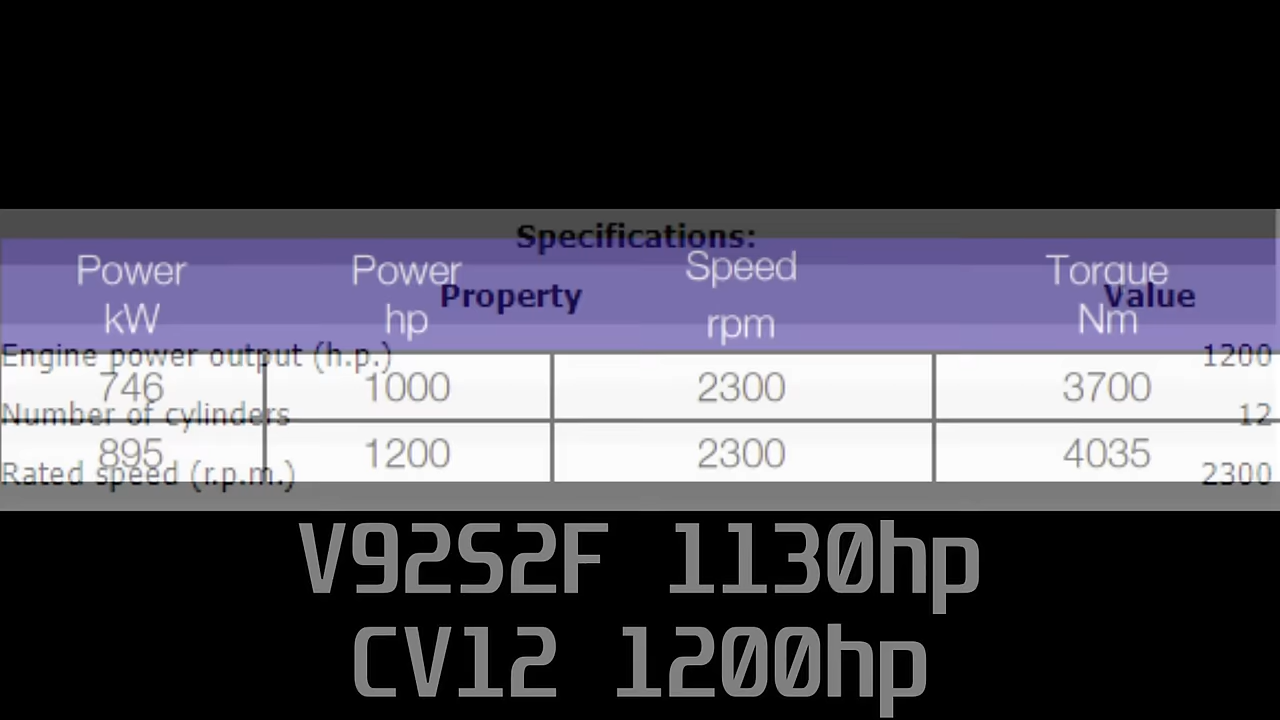 Specifications:
Power Power Speed Torque
Property Value
kW hp rpm Nm
Engine power output (h.p.) 1200
746 1000 2300 3700
Number of cylinders 12
895 1200 2300 4035
Rated speed (r.p.m.) 2300
V92S2F 1130hp
CV12 1200hp